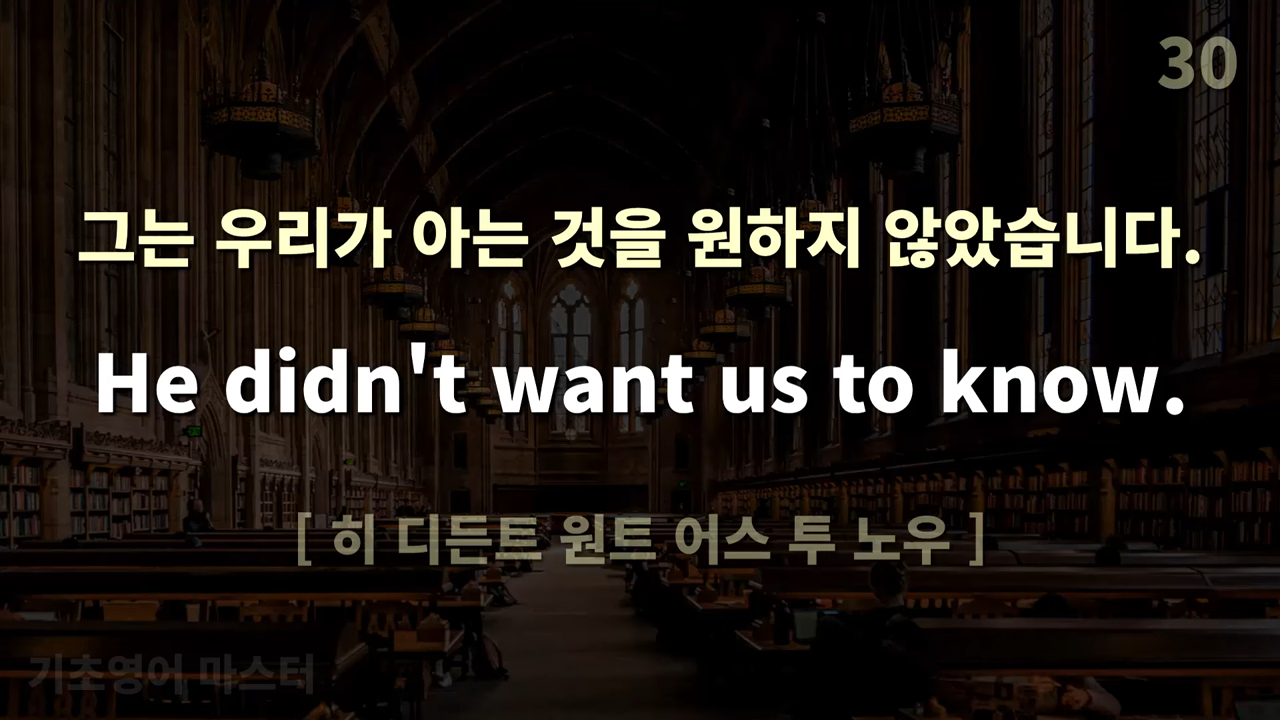 30
그는 우리가 아는 것을 원하지 않았습니다.
He didn't want us to know.
[ 히 디든트 원트 어스 투 노우 ]
기초영어 마스터